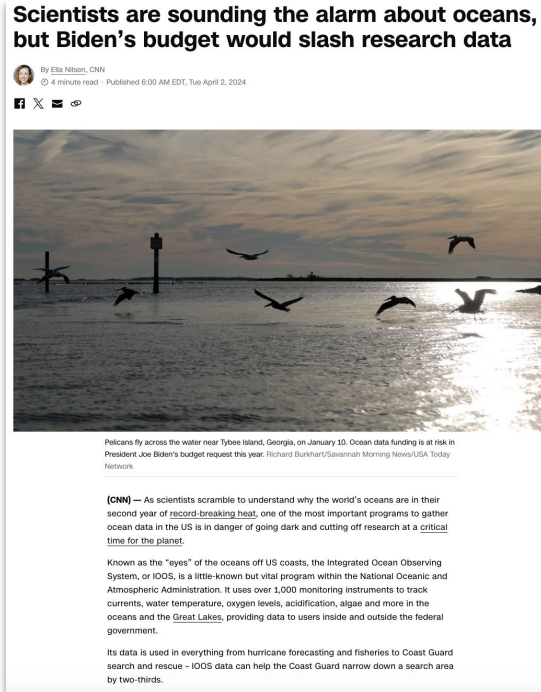 Scientists are sounding the alarm about oceans,
but Biden’s budget would slash research data
By Ella Nilsen, CNN
4 minute read · Published 6:00 AM EDT, Tue April 2, 2024
Pelicans fly across the water near Tybee Island, Georgia, on January 10. Ocean data funding is at risk in
President Joe Biden's budget request this year. Richard Burkhart/Savannah Morning News/USA Today
Network
(CNN) — As scientists scramble to understand why the world’s oceans are in their
second year of record-breaking heat, one of the most important programs to gather
ocean data in the US is in danger of going dark and cutting off research at a critical
time for the planet.
Known as the “eyes” of the oceans off US coasts, the Integrated Ocean Observing
System, or IOOS, is a little-known but vital program within the National Oceanic and
Atmospheric Administration. It uses over 1,000 monitoring instruments to track
currents, water temperature, oxygen levels, acidification, algae and more in the
oceans and the Great Lakes, providing data to users inside and outside the federal
government.
Its data is used in everything from hurricane forecasting and fisheries to Coast Guard
search and rescue – IOOS data can help the Coast Guard narrow down a search area
by two-thirds.